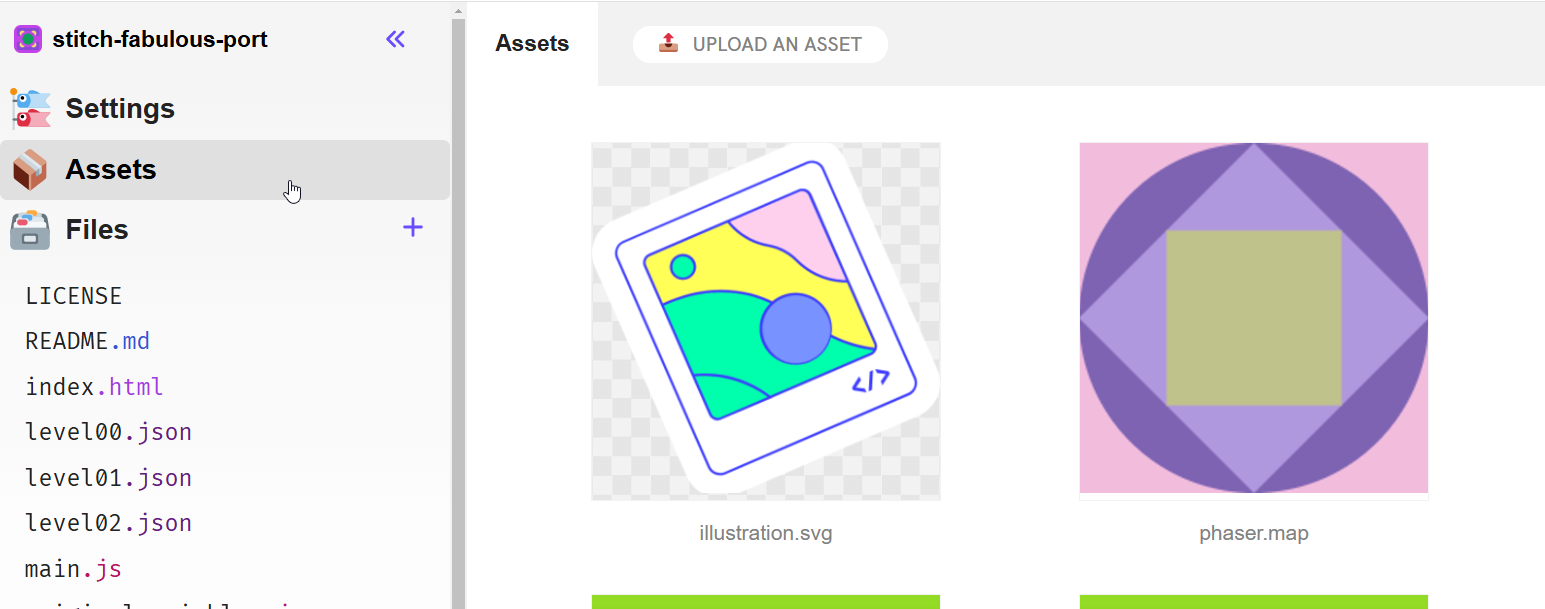 stitch-fabulous-port
Settings
Assets
Files
LICENSE
README.md
index.html
level00.json
level01.json
level02.json
main.js
Assets
UPLOAD AN ASSET
</>
illustration.svg
phaser.map